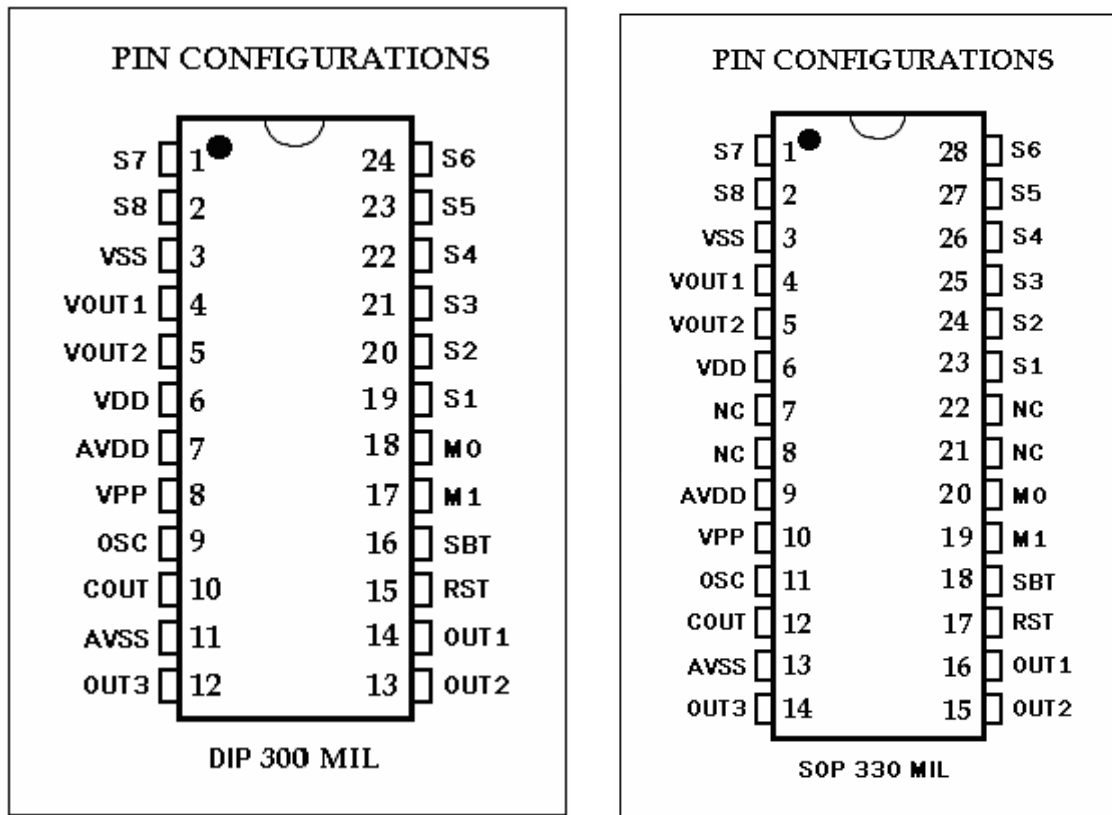 PIN CONFIGURATIONS
S7 1 24 S6
S8 2 23 S5
VSS 3 22 S4
VOUT1 4 21 S3
VOUT2 5 20 S2
VDD 6 19 S1
AVDD 7 18 M0
VPP 8 17 M1
OSC 9 16 SBT
COUT 10 15 RST
AVSS 11 14 OUT1
OUT3 12 13 OUT2
DIP 300 MIL
PIN CONFIGURATIONS
S7 1 28 S6
S8 2 27 S5
VSS 3 26 S4
VOUT1 4 25 S3
VOUT2 5 24 S2
VDD 6 23 S1
NC 7 22 NC
NC 8 21 NC
AVDD 9 20 M0
VPP 10 19 M1
OSC 11 18 SBT
COUT 12 17 RST
AVSS 13 16 OUT1
OUT3 14 15 OUT2
SOP 330 MIL